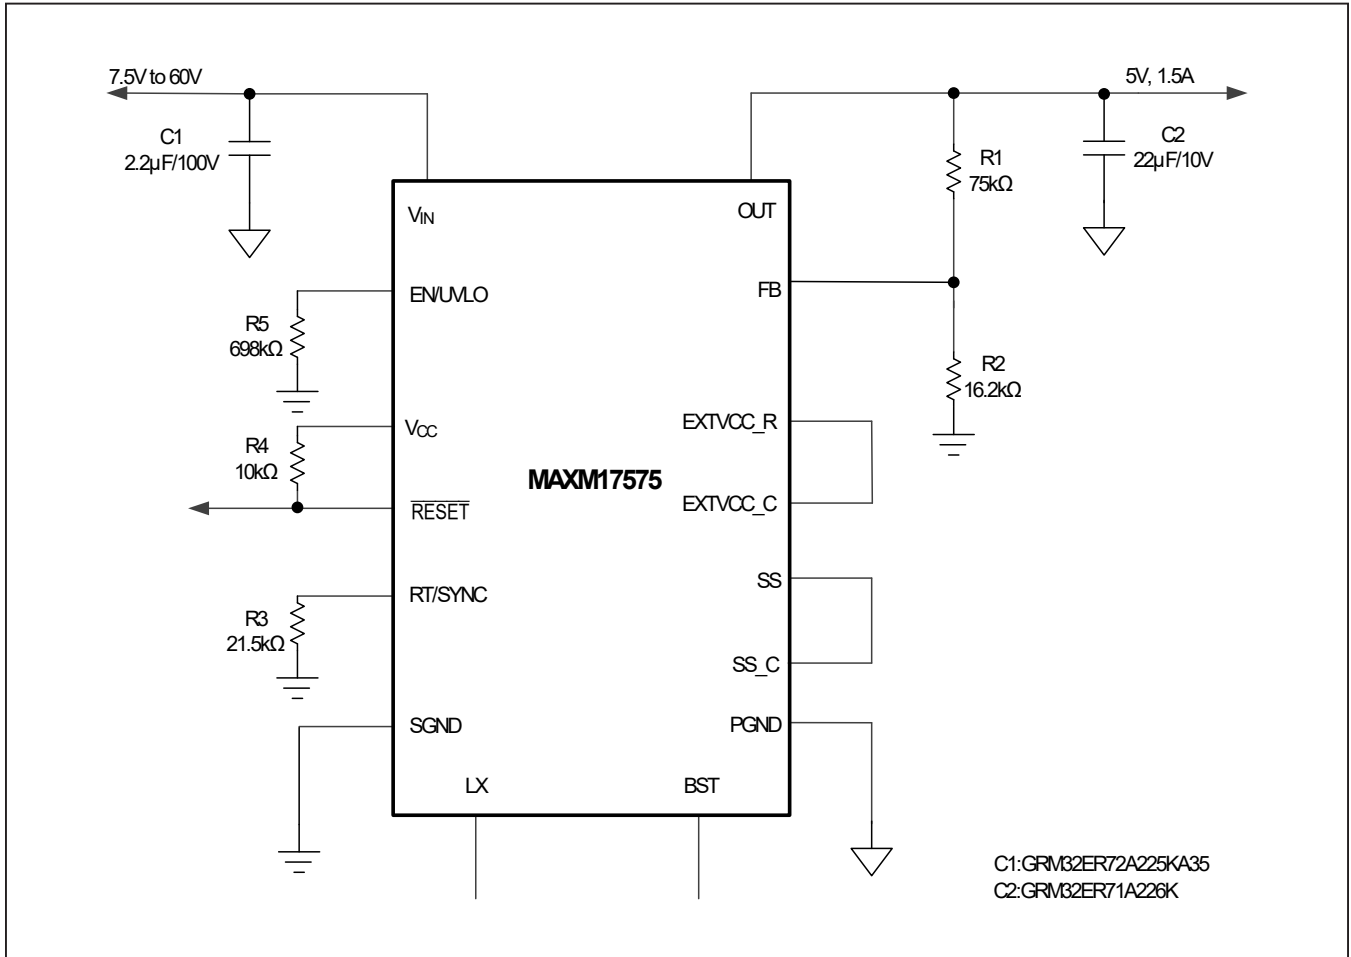 7.5V to 60V
5V, 1.5A
C1
2.2µF/100V
C2
22µF/10V
R1
75kΩ
VIN
OUT
EN/UVLO
FB
R5
698kΩ
R2
16.2kΩ
VCC
EXTVCC_R
R4
10kΩ
MAXM17575
RESET
EXTVCC_C
RT/SYNC
SS
R3
21.5kΩ
SS_C
SGND
PGND
LX
BST
C1:GRM32ER72A225KA35
C2:GRM32ER71A226K